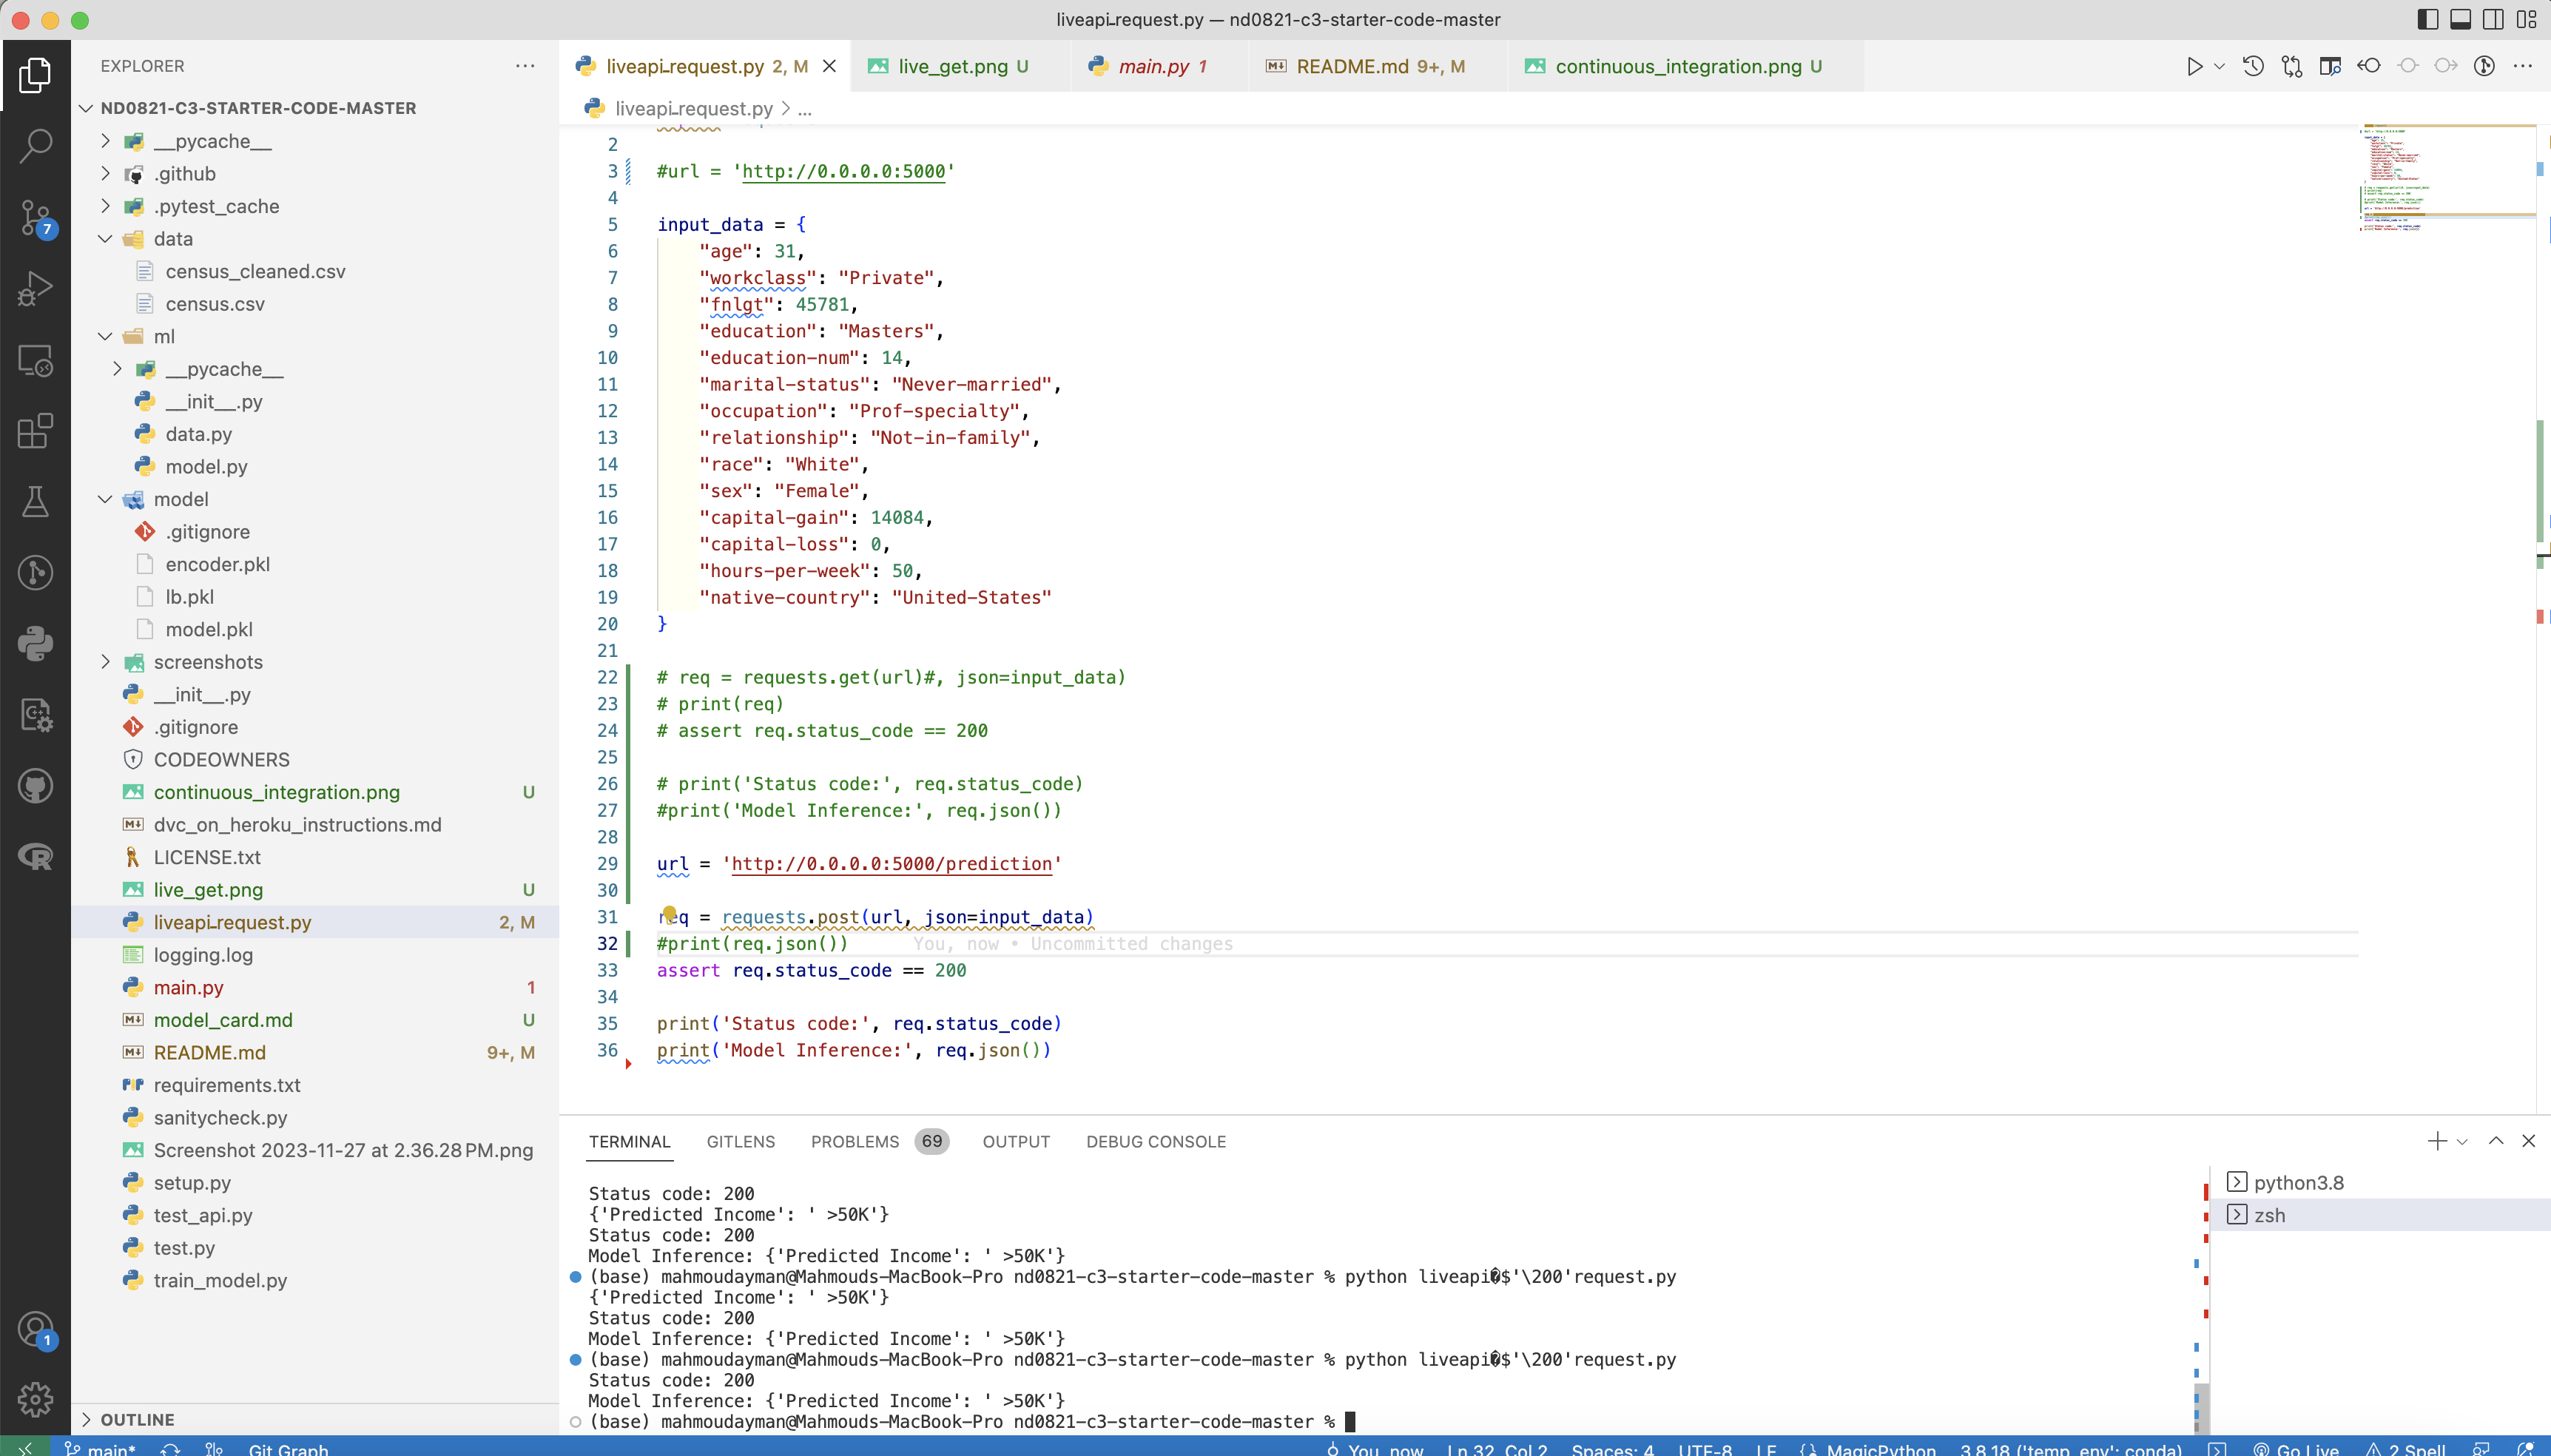 liveapi_request.py — nd0821-c3-starter-code-master
EXPLORER
liveapi_request.py 2, M
live_get.png U
main.py 1
README.md 9+, M
continuous_integration.png U
liveapi_request.py > ...
ND0821-C3-STARTER-CODE-MASTER
__pycache__
.github
.pytest_cache
data
census_cleaned.csv
census.csv
ml
__pycache__
__init__.py
data.py
model.py
model
.gitignore
encoder.pkl
lb.pkl
model.pkl
screenshots
__init__.py
.gitignore
CODEOWNERS
continuous_integration.png U
dvc_on_heroku_instructions.md
LICENSE.txt
live_get.png U
liveapi_request.py 2, M
logging.log
main.py 1
model_card.md U
README.md 9+, M
requirements.txt
sanitycheck.py
Screenshot 2023-11-27 at 2.36.28 PM.png
setup.py
test_api.py
test.py
train_model.py
OUTLINE
7
1
2
3 #url = 'http://0.0.0.0:5000'
4
5 input_data = {
6 "age": 31,
7 "workclass": "Private",
8 "fnlgt": 45781,
9 "education": "Masters",
10 "education-num": 14,
11 "marital-status": "Never-married",
12 "occupation": "Prof-specialty",
13 "relationship": "Not-in-family",
14 "race": "White",
15 "sex": "Female",
16 "capital-gain": 14084,
17 "capital-loss": 0,
18 "hours-per-week": 50,
19 "native-country": "United-States"
20 }
21
22 # req = requests.get(url)#, json=input_data)
23 # print(req)
24 # assert req.status_code == 200
25
26 # print('Status code:', req.status_code)
27 #print('Model Inference:', req.json())
28
29 url = 'http://0.0.0.0:5000/prediction'
30
31 req = requests.post(url, json=input_data)
32 #print(req.json()) You, now • Uncommitted changes
33 assert req.status_code == 200
34
35 print('Status code:', req.status_code)
36 print('Model Inference:', req.json())
TERMINAL GITLENS PROBLEMS 69 OUTPUT DEBUG CONSOLE
Status code: 200
{'Predicted Income': ' >50K'}
Status code: 200
Model Inference: {'Predicted Income': ' >50K'}
(base) mahmoudayman@Mahmouds-MacBook-Pro nd0821-c3-starter-code-master % python liveapi�$'\200'request.py
{'Predicted Income': ' >50K'}
Status code: 200
Model Inference: {'Predicted Income': ' >50K'}
(base) mahmoudayman@Mahmouds-MacBook-Pro nd0821-c3-starter-code-master % python liveapi�$'\200'request.py
Status code: 200
Model Inference: {'Predicted Income': ' >50K'}
(base) mahmoudayman@Mahmouds-MacBook-Pro nd0821-c3-starter-code-master %
python3.8
zsh
main* Git Graph You, now Ln 32, Col 2 Spaces: 4 UTF-8 LF MagicPython 3.8.18 ('temp_env': conda) Go Live 2 Spell